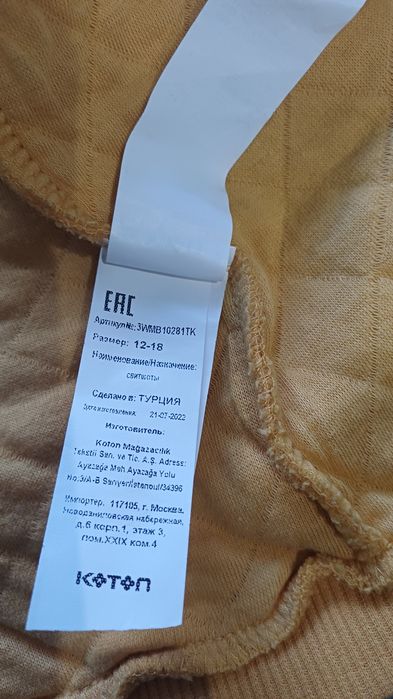 EAC
Артикул№:3WMB10281TK
Размер: 12-18
Наименование/Назначение:
свитшоты
Сделано в: ТУРЦИЯ
Дата изготовления: 21-07-2022
Изготовитель:
Koton Mağazacılık
Tekstil San. ve Tic. A.Ş. Adress:
Ayazağa Mah Ayazağa Yolu
No:3/A-B Sarıyer/İstanbul/34396
Импортер. 117105, г. Москва,
Новоданиловская набережная,
д.6 корп.1, этаж 3,
пом.XXIX ком.4
KOTON